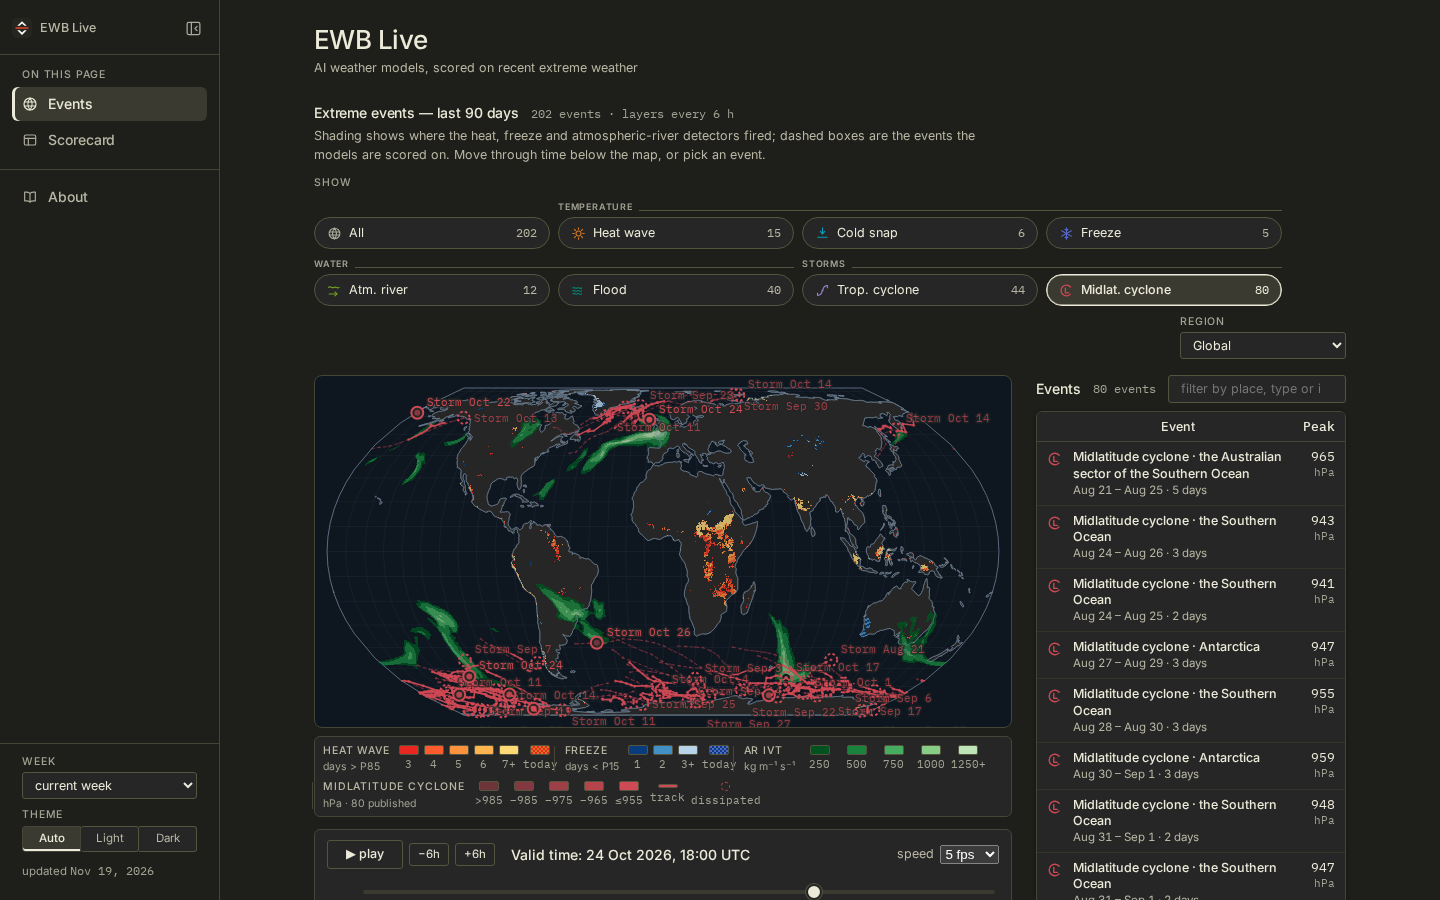 EWB Live
ON THIS PAGE
Events
Scorecard
About
WEEK
current week
THEME
Auto
Light
Dark
updated Nov 19, 2026
EWB Live
AI weather models, scored on recent extreme weather
Extreme events — last 90 days 202 events · layers every 6 h
Shading shows where the heat, freeze and atmospheric-river detectors fired; dashed boxes are the events the
models are scored on. Move through time below the map, or pick an event.
SHOW
TEMPERATURE
All 202
Heat wave 15
Cold snap 6
Freeze 5
WATER
STORMS
Atm. river 12
Flood 40
Trop. cyclone 44
Midlat. cyclone 80
REGION
Global
Storm Oct 14
Storm Oct 22
Storm Oct 24
Storm Sep 30
Storm Oct 13
Storm Oct 14
Storm Oct 11
Storm Oct 26
Storm Sep 7
Storm Aug 21
Storm Oct 24
Storm Oct 17
Storm Oct 11
Storm Oct 14
Storm Oct 1
Storm Sep 6
Storm Sep 25
Storm Sep 22
Storm Sep 17
Storm Oct 11
Storm Sep 27
HEAT WAVE
days > P85
3 4 5 6 7+ today
FREEZE
days < P15
1 2 3+ today
AR IVT
kg m⁻¹ s⁻¹
250 500 750 1000 1250+
MIDLATITUDE CYCLONE
hPa · 80 published
>985 −985 −975 −965 ≤955 track dissipated
▶ play
−6h
+6h
Valid time: 24 Oct 2026, 18:00 UTC
speed
5 fps
Events 80 events
filter by place, type or i
Event Peak
Midlatitude cyclone · the Australian
sector of the Southern Ocean
Aug 21 – Aug 25 · 5 days
965
hPa
Midlatitude cyclone · the Southern
Ocean
Aug 24 – Aug 26 · 3 days
943
hPa
Midlatitude cyclone · the Southern
Ocean
Aug 24 – Aug 25 · 2 days
941
hPa
Midlatitude cyclone · Antarctica
Aug 27 – Aug 29 · 3 days
947
hPa
Midlatitude cyclone · the Southern
Ocean
Aug 28 – Aug 30 · 3 days
955
hPa
Midlatitude cyclone · Antarctica
Aug 30 – Sep 1 · 3 days
959
hPa
Midlatitude cyclone · the Southern
Ocean
Aug 31 – Sep 1 · 2 days
948
hPa
Midlatitude cyclone · the Southern
Ocean
Aug 31 – Sep 1 · 2 days
947
hPa